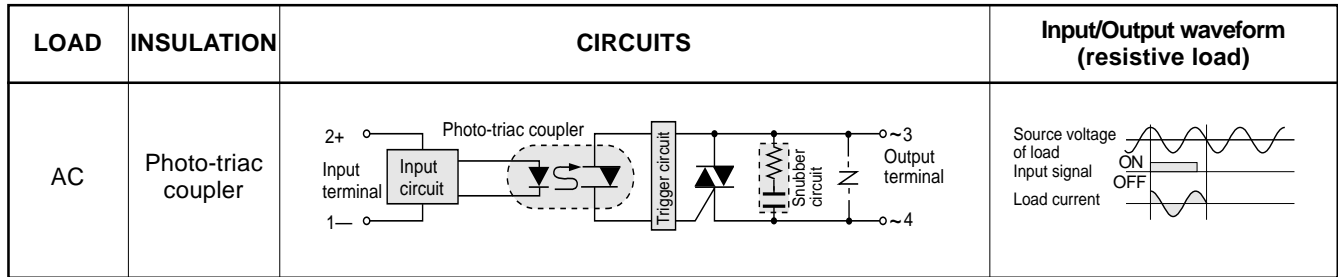 LOAD
INSULATION
CIRCUITS
Input/Output waveform
(resistive load)
AC
Photo-triac
coupler
2+
Input
terminal
1—
Input
circuit
Photo-triac coupler
Trigger circuit
Snubber
circuit
~3
Output
terminal
~4
Source voltage
of load
Input signal
ON
OFF
Load current